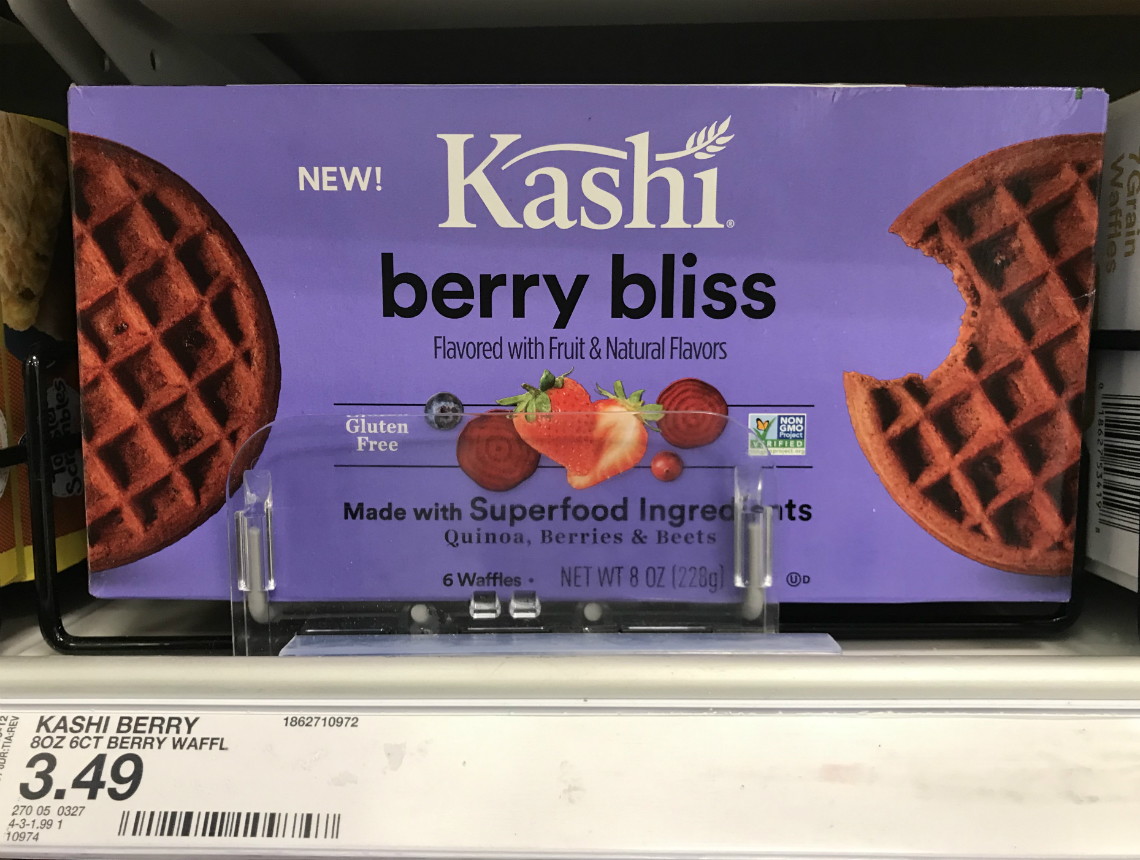 NEW!
Kashi®
berry bliss
Flavored with Fruit & Natural Flavors
Gluten
Free
NON
GMO
Project
VERIFIED
Made with Superfood Ingredients
Quinoa, Berries & Beets
6 Waffles • NET WT 8 OZ (228g)
UD
7 Grain
Waffles
KASHI BERRY
1862710972
8OZ 6CT BERRY WAFFL
3.49
270 05 0327
4-3-1.99 1
10974